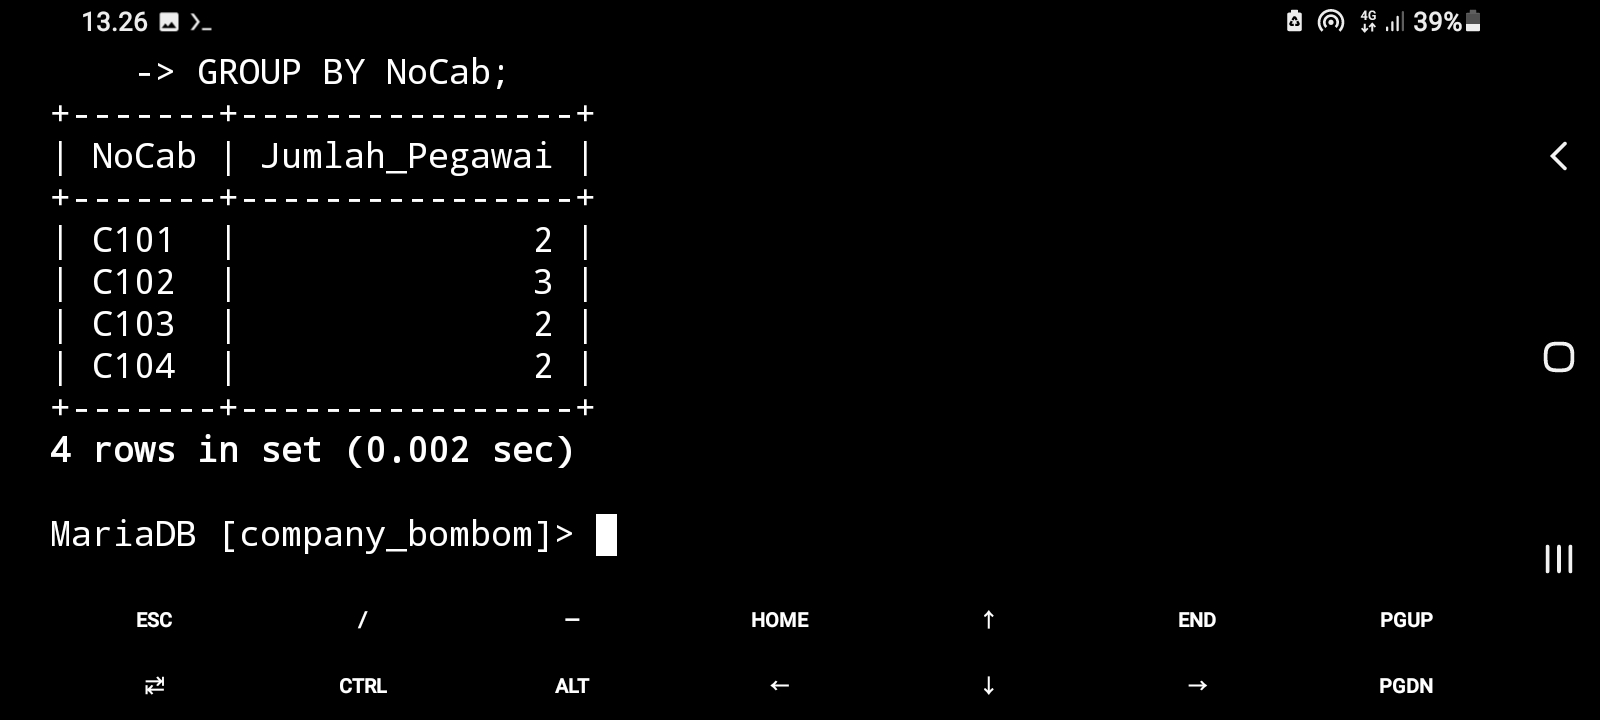 13.26 4G 39%
-> GROUP BY NoCab;
+-------+----------------+
| NoCab | Jumlah_Pegawai |
+-------+----------------+
| C101  |              2 |
| C102  |              3 |
| C103  |              2 |
| C104  |              2 |
+-------+----------------+
4 rows in set (0.002 sec)
MariaDB [company_bombom]>
ESC / — HOME ↑ END PGUP
⇄ CTRL ALT ← ↓ → PGDN